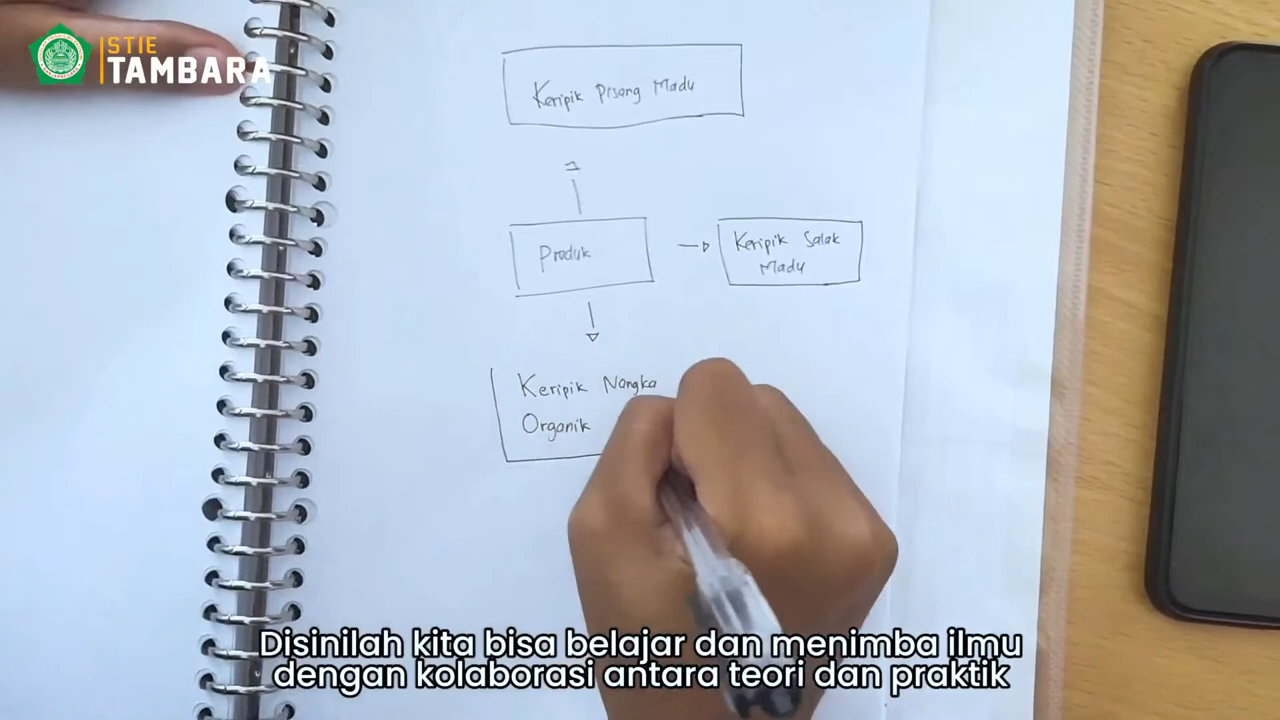 STIE
TAMBARA
Keripik Pisang Madu
Produk
Keripik Salak
Madu
Keripik Nangka
Organik
Disinilah kita bisa belajar dan menimba ilmu
dengan kolaborasi antara teori dan praktik